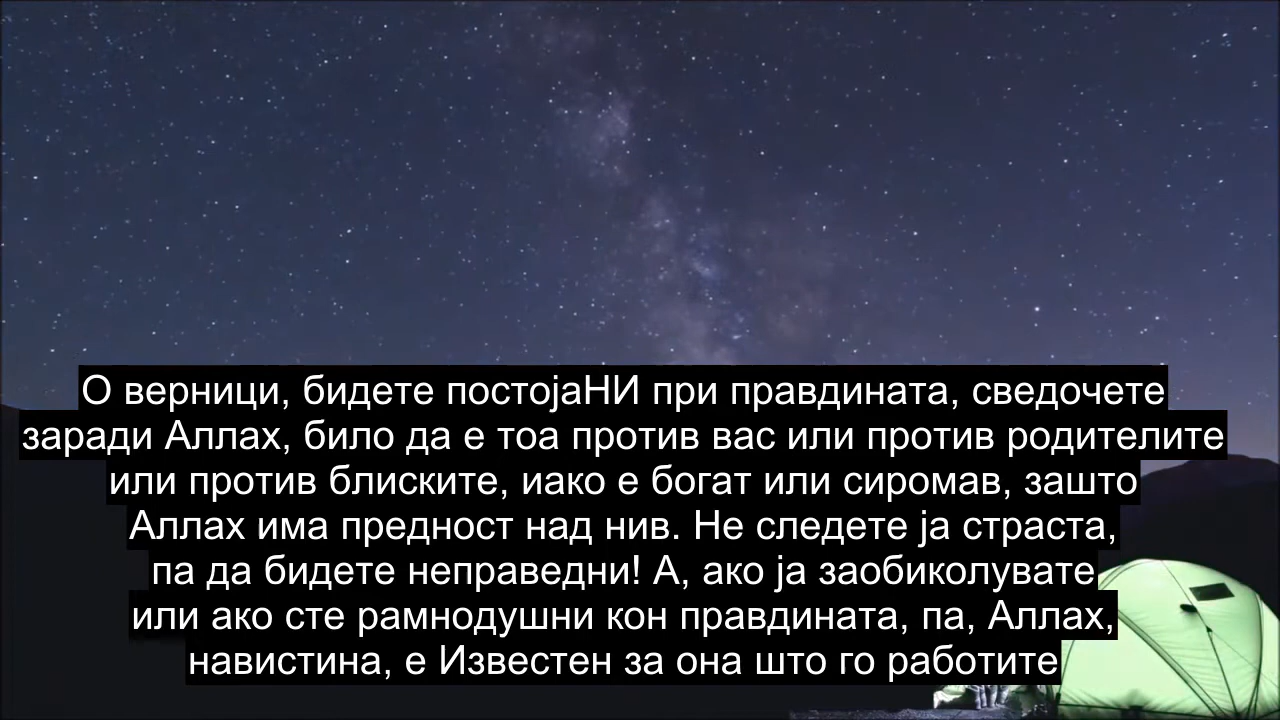 О верници, бидете постојаНИ при правдината, сведочете
заради Аллах, било да е тоа против вас или против родителите
или против блиските, иако е богат или сиромав, зашто
Аллах има предност над нив. Не следете ја страста,
па да бидете неправедни! А, ако ја заобиколувате
или ако сте рамнодушни кон правдината, па, Аллах,
навистина, е Известен за она што го работите